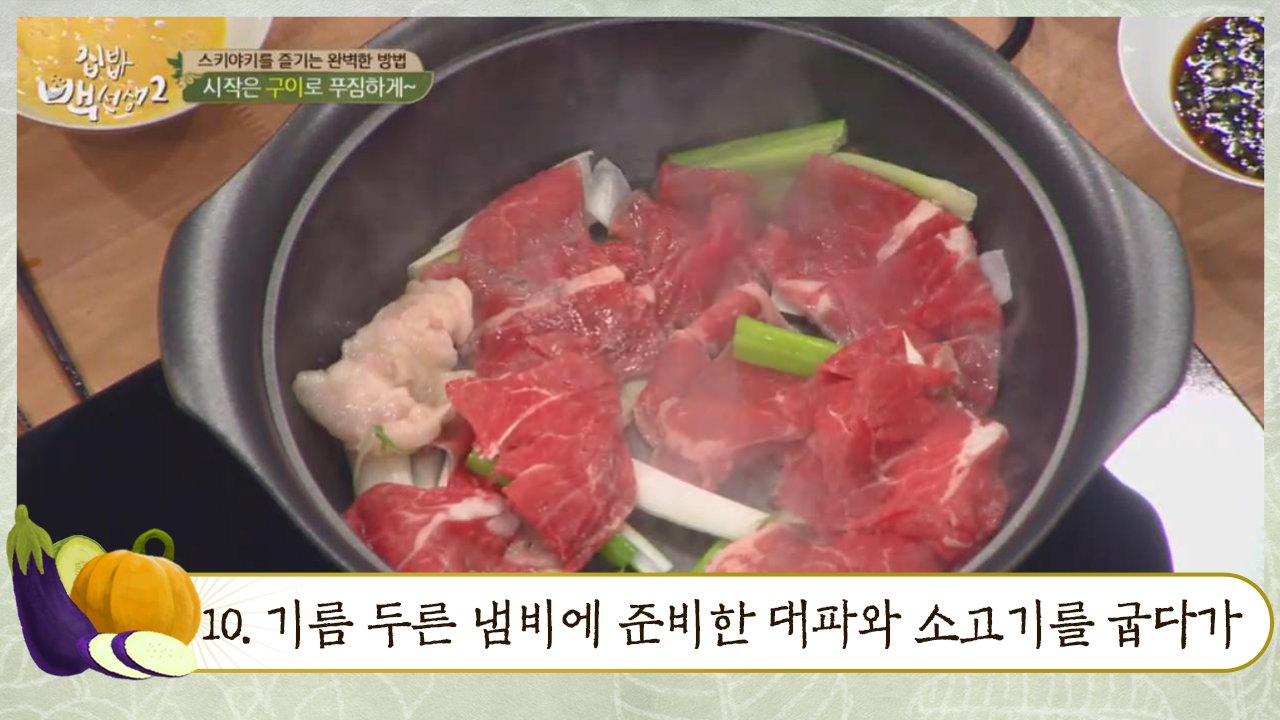 집밥
백선생2
스키야키를 즐기는 완벽한 방법
시작은 구이로 푸짐하게~
10. 기름 두른 냄비에 준비한 대파와 소고기를 굽다가